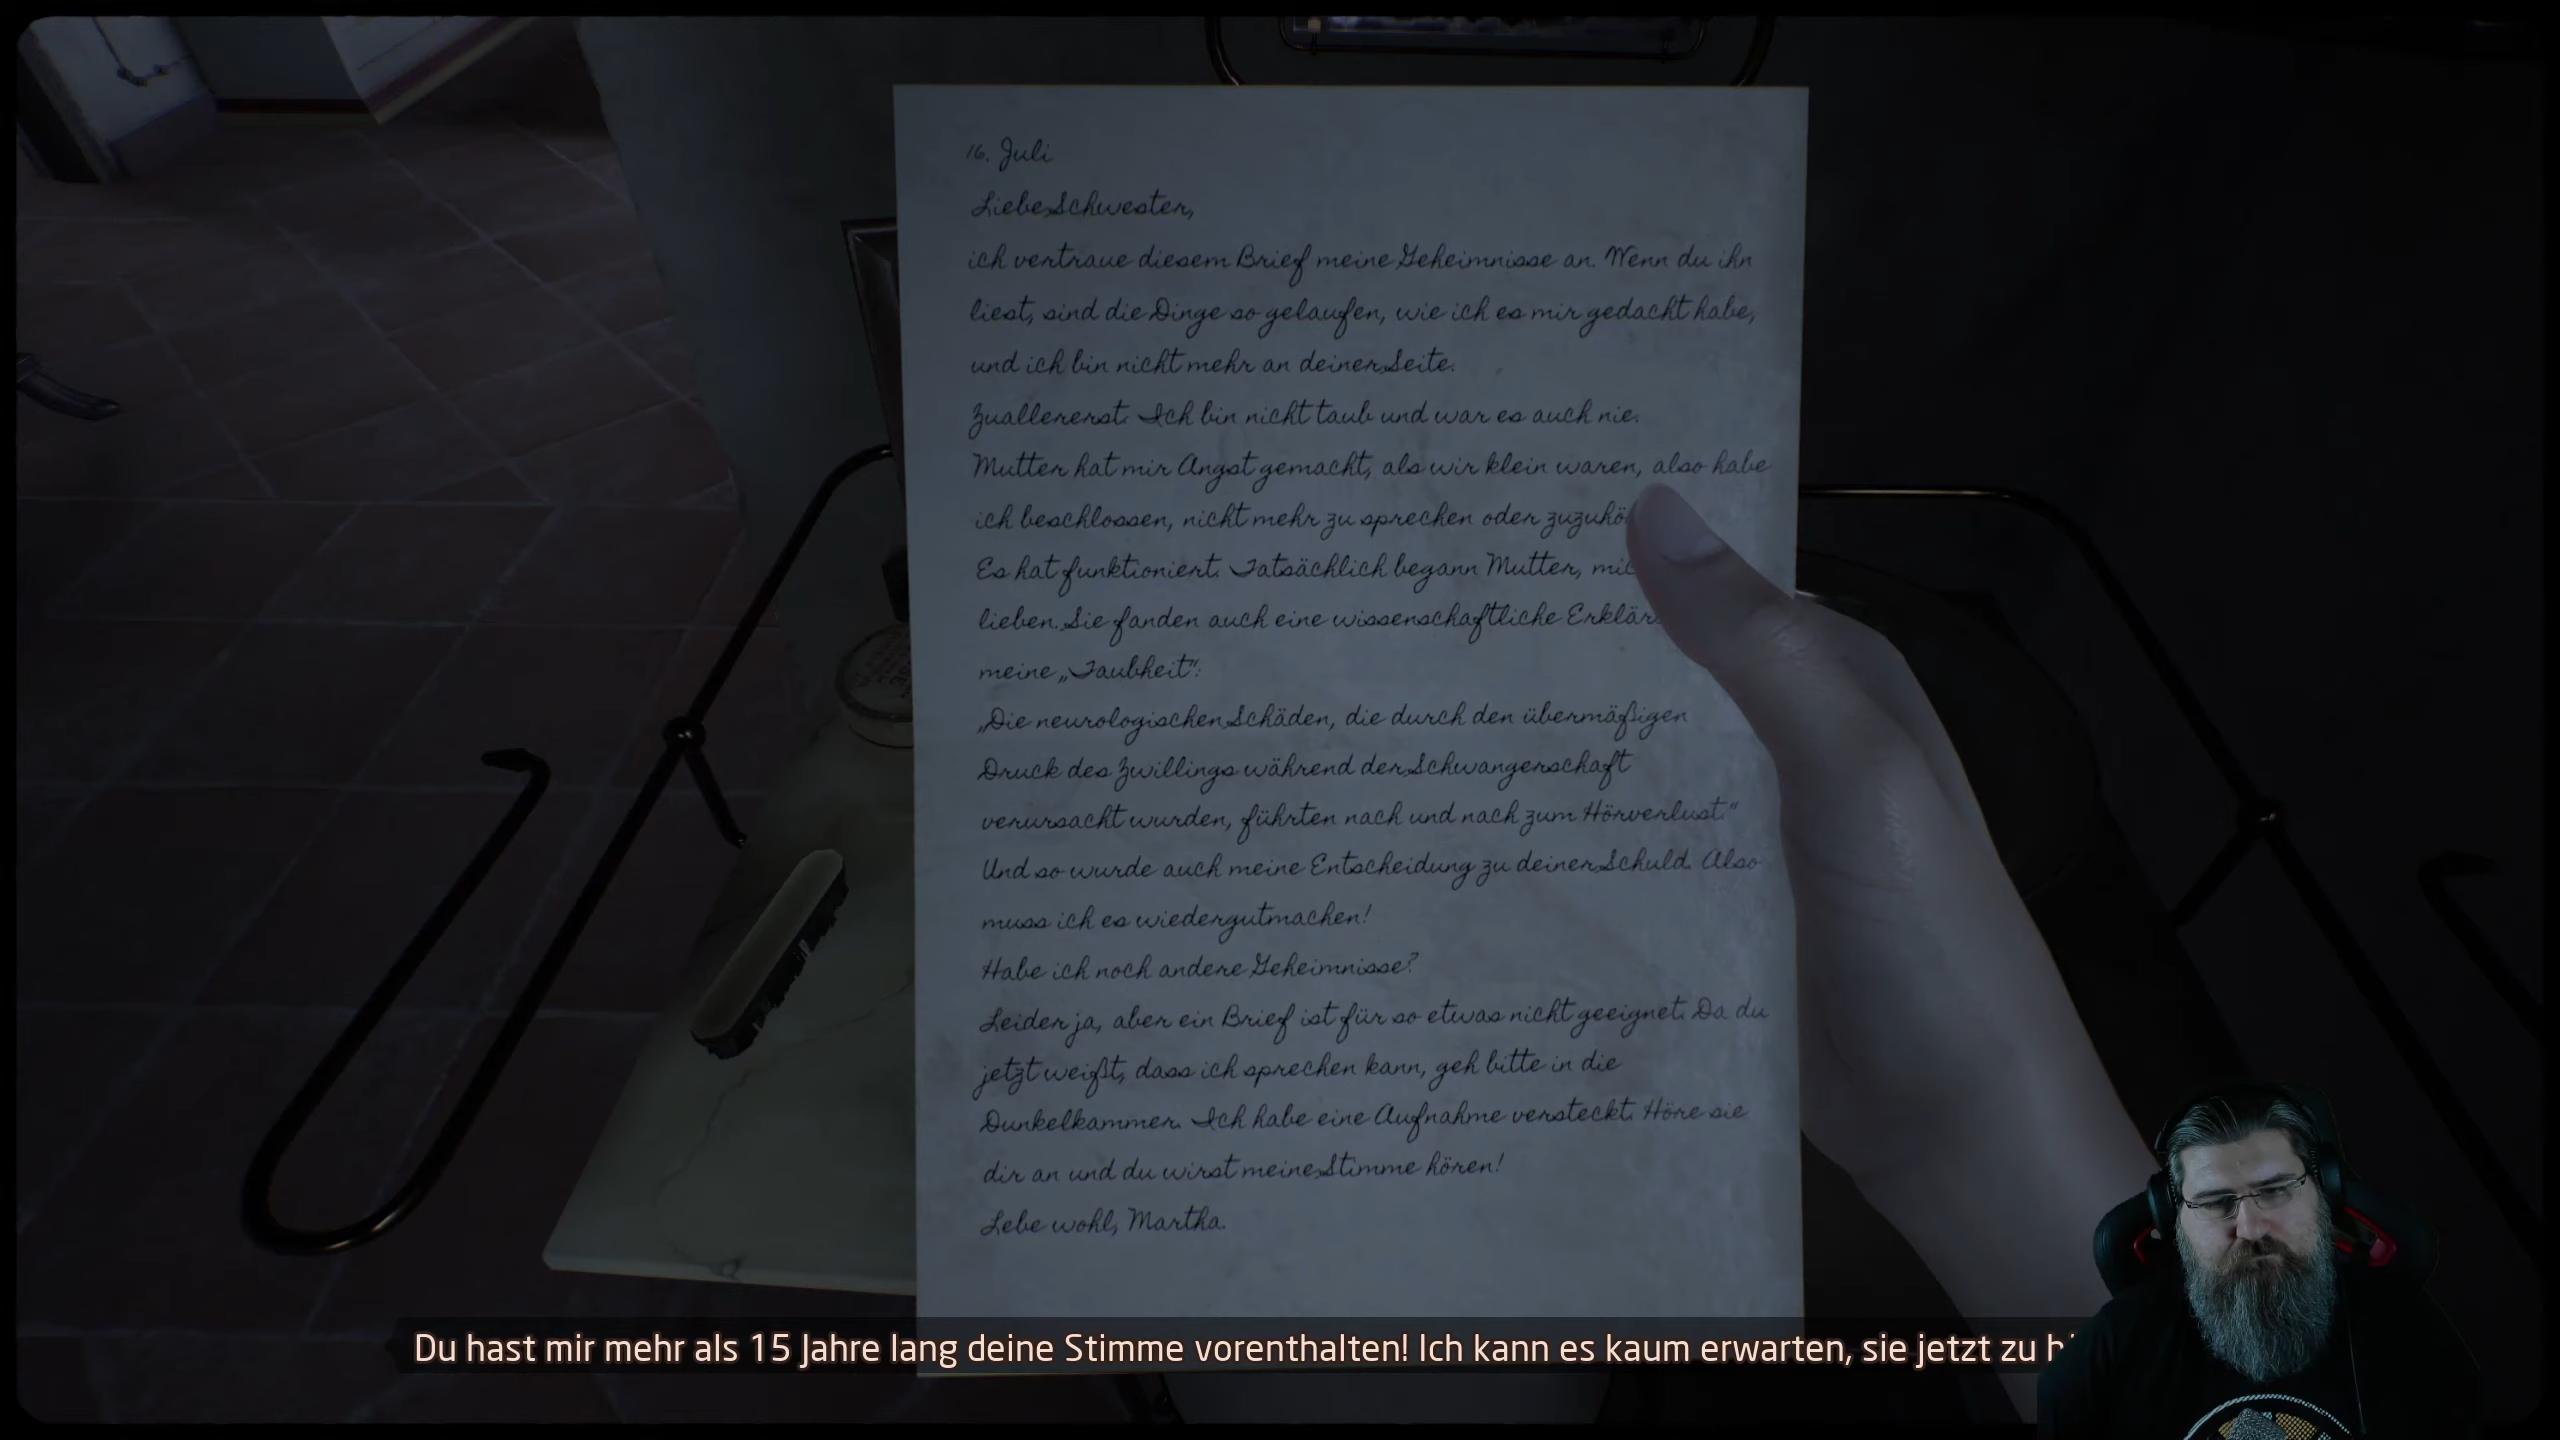 16. Juli
Liebe Schwester,
ich vertraue diesem Brief meine Geheimnisse an. Wenn du ihn
liest, sind die Dinge so gelaufen, wie ich es mir gedacht habe,
und ich bin nicht mehr an deiner Seite.
Zuallererst: Ich bin nicht taub und war es auch nie.
Mutter hat mir Angst gemacht, als wir klein waren, also habe
ich beschlossen, nicht mehr zu sprechen oder
Es hat funktioniert. Tatsächlich begann Mutter,
lieben. Sie fanden auch eine wissenschaftliche
meine „Taubheit“:
„Die neurologischen Schäden, die durch den übermäßigen
Druck des Zwillings während der Schwangerschaft
verursacht wurden, führten nach und nach zum Hörverlust.“
Und so wurde auch meine Entscheidung zu deiner Schuld. Also
muss ich es wiedergutmachen!
Habe ich noch andere Geheimnisse?
Leider ja, aber ein Brief ist für so etwas nicht geeignet. Da du
jetzt weißt, dass ich sprechen kann, geh bitte in die
Dunkelkammer. Ich habe eine Aufnahme versteckt. Höre sie
dir an und du wirst meine Stimme hören!
Lebe wohl, Martha.
Du hast mir mehr als 15 Jahre lang deine Stimme vorenthalten! Ich kann es kaum erwarten, sie jetzt zu